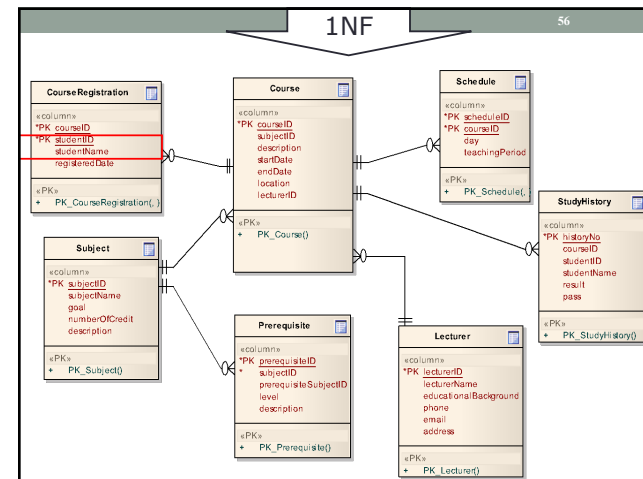 1NF
56
CourseRegistration
«column»
*PK courseID
*PK studentID
studentName
registeredDate
«PK»
+ PK_CourseRegistration(, )
Course
«column»
*PK courseID
subjectID
description
startDate
endDate
location
lecturerID
«PK»
+ PK_Course()
Schedule
«column»
*PK scheduleID
*PK courseID
day
teachingPeriod
«PK»
+ PK_Schedule(,
StudyHistory
«column»
*PK historyNo
courseID
studentID
studentName
result
pass
«PK»
+ PK_StudyHistory()
Subject
«column»
*PK subjectID
subjectName
goal
numberOfCredit
description
«PK»
+ PK_Subject()
Prerequisite
«column»
*PK prerequisiteID
* subjectID
prerequisiteSubjectID
level
description
«PK»
+ PK_Prerequisite()
Lecturer
«column»
*PK lecturerID
lecturerName
educationalBackground
phone
email
address
«PK»
+ PK_Lecturer()